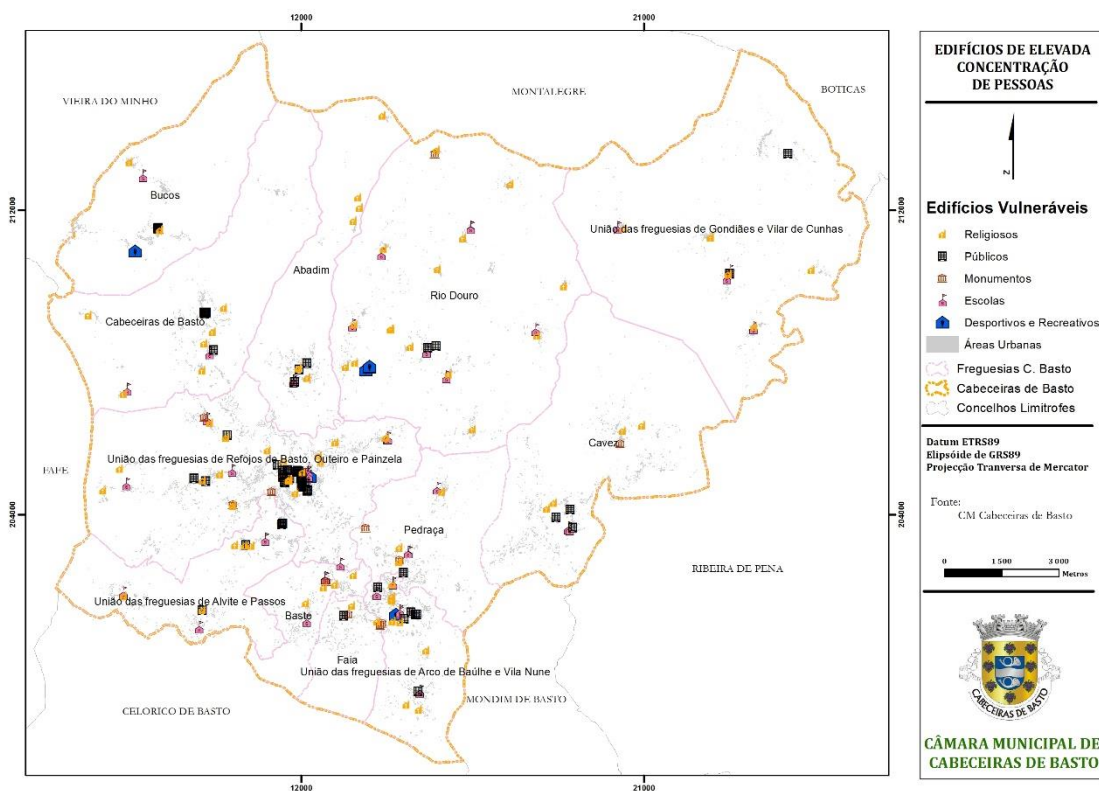 12000
21000
VIEIRA DO MINHO
MONTALEGRE
BOTICAS
Bucos
212000
212000
União das freguesias de Gondiães e Vilar de Cunhas
Abadim
Rio Douro
Cabeceiras de Basto
Cavez
União das freguesias de Refojos de Basto, Outeiro e Painzela
FAFE
204000
204000
Pedraça
RIBEIRA DE PENA
União das freguesias de Alvite e Passos
Basto
Faia
União das freguesias de Arco de Baúlhe e Vila Nune
MONDIM DE BASTO
CELORICO DE BASTO
12000
21000
EDIFÍCIOS DE ELEVADA
CONCENTRAÇÃO
DE PESSOAS
N
Edifícios Vulneráveis
Religiosos
Públicos
Monumentos
Escolas
Desportivos e Recreativos
Áreas Urbanas
Freguesias C. Basto
Cabeceiras de Basto
Concelhos Limitrofes
Datum ETRS89
Elipsóide de GRS89
Projecção Tranversa de Mercator
Fonte:
CM Cabeceiras de Basto
0 1 500 3 000
Metros
CABECEIRAS DE BASTO
CÂMARA MUNICIPAL DE
CABECEIRAS DE BASTO